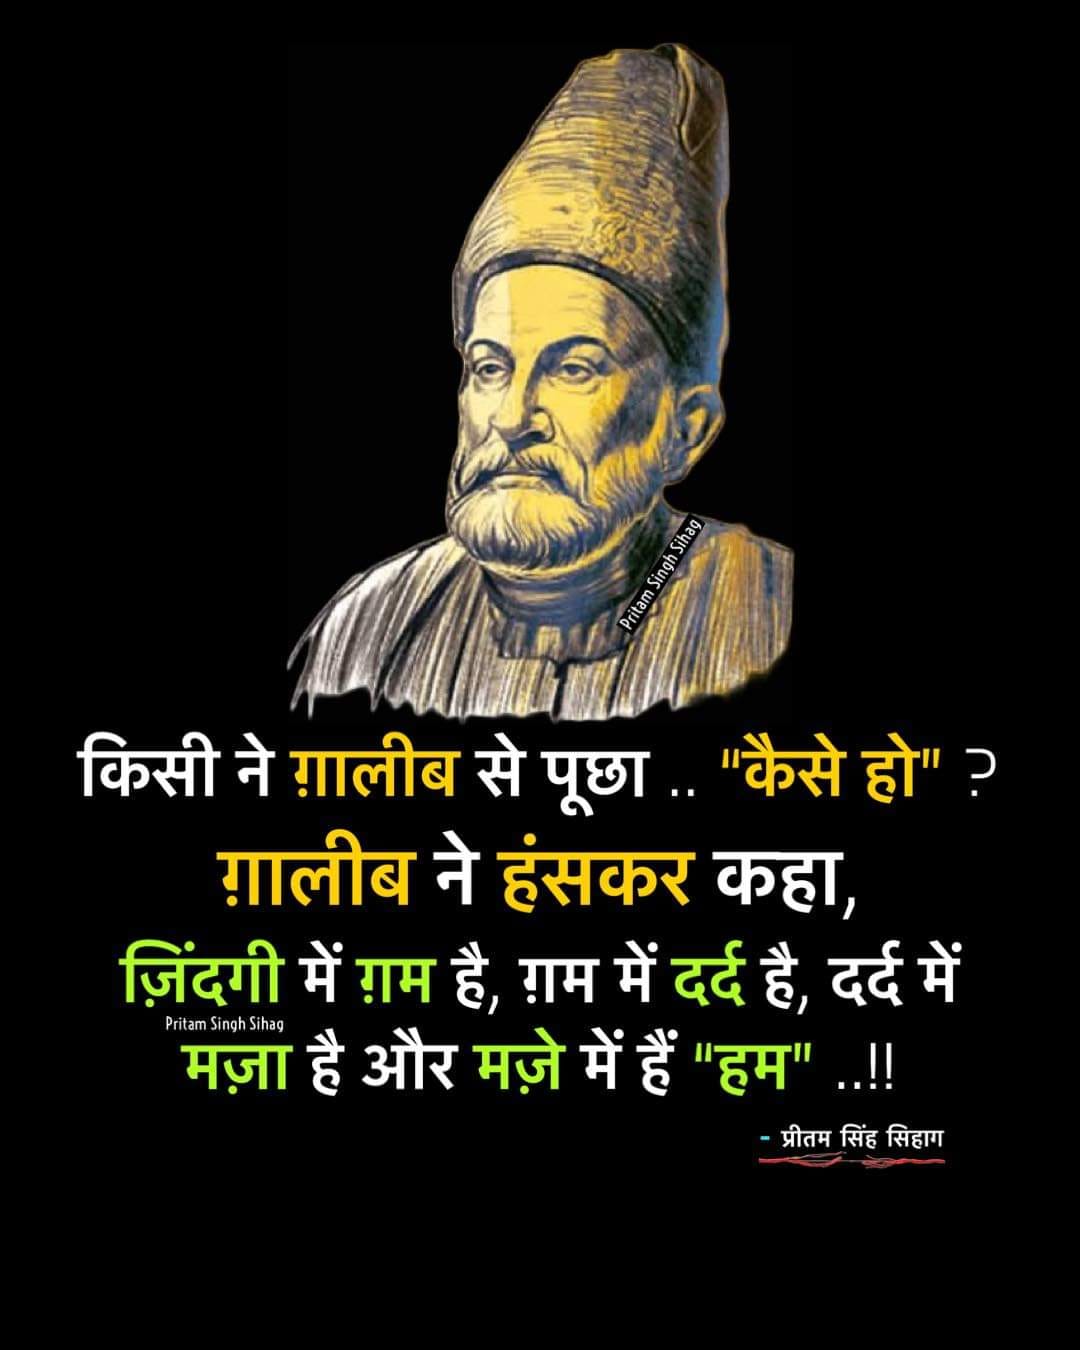 Pritam Singh Sihag
किसी ने ग़ालीब से पूछा .. "कैसे हो" ?
ग़ालीब ने हंसकर कहा,
ज़िंदगी में ग़म है, ग़म में दर्द है, दर्द में
Pritam Singh Sihag
मज़ा है और मज़े में हैं "हम" ..!!
- प्रीतम सिंह सिहाग